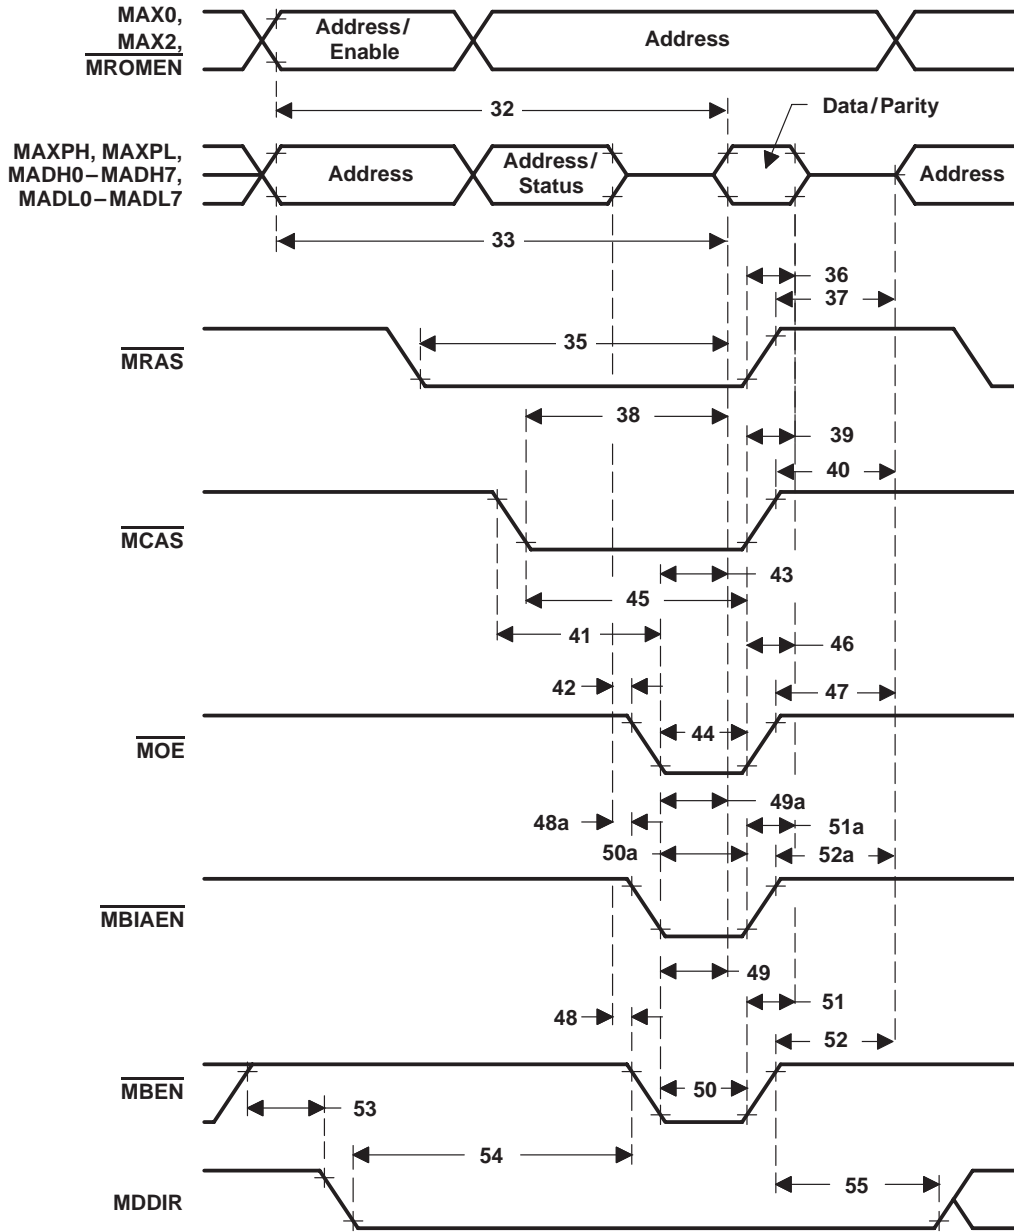 MAX0,
MAX2,
MROMEN
Address/
Enable
Address
32
Data/Parity
MAXPH, MAXPL,
MADH0–MADH7,
MADL0–MADL7
Address
Address/
Status
Address
33
36
37
MRAS
35
38
39
40
MCAS
43
45
41
46
42
47
MOE
44
49a
48a
51a
50a
52a
MBIAEN
49
51
48
52
MBEN
50
53
54
55
MDDIR